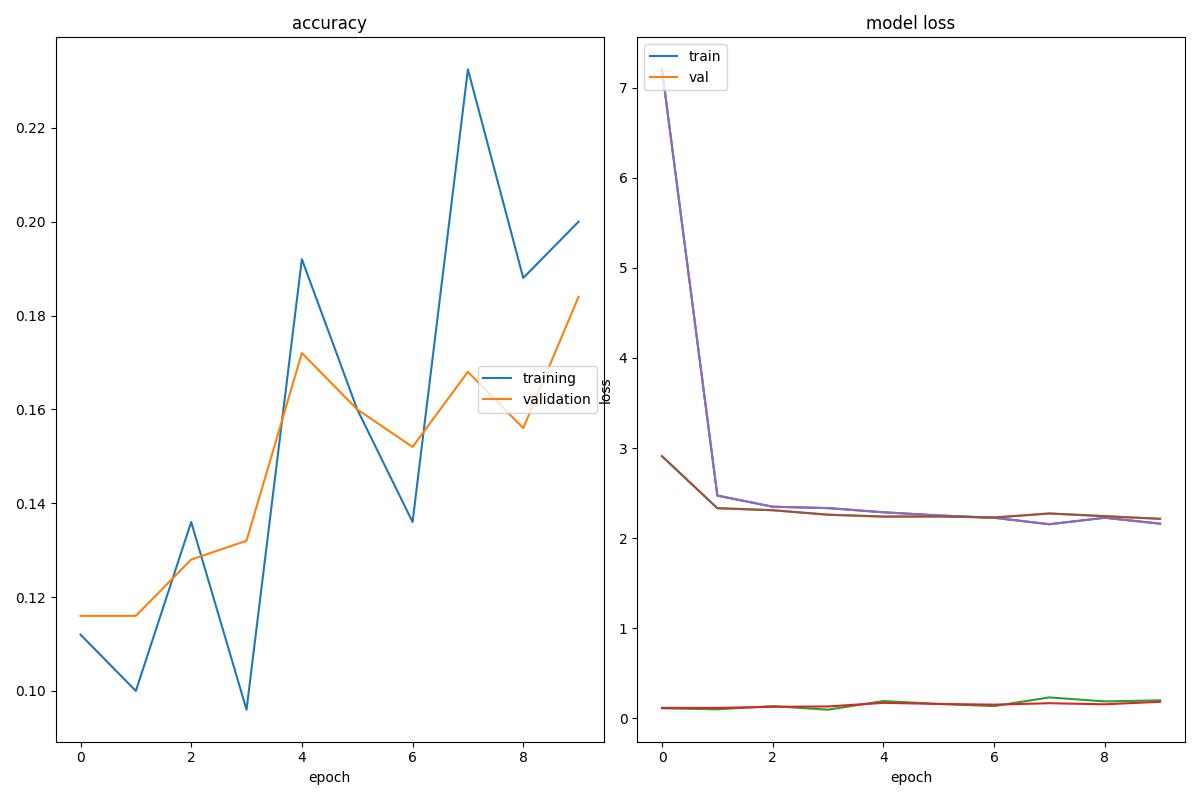 accuracy
0.22
0.20
0.18
0.16
0.14
0.12
0.10
0 2 4 6 8
epoch
training
validation
model loss
loss
7
6
5
4
3
2
1
0
0 2 4 6 8
epoch
train
val